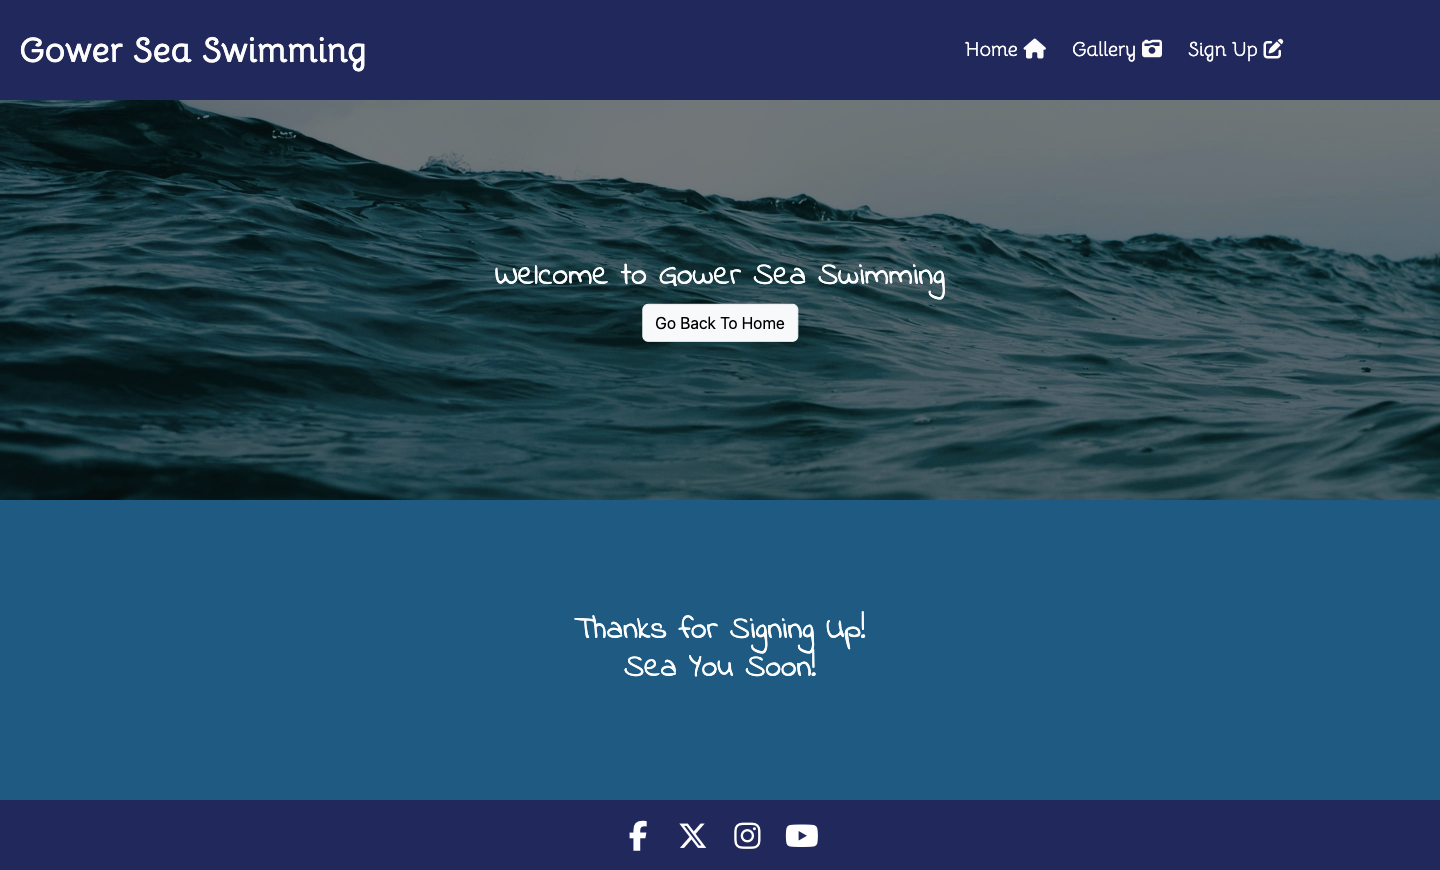 Gower Sea Swimming
Home
Gallery
Sign Up
Welcome to Gower Sea Swimming
Go Back To Home
Thanks for Signing Up!
Sea You Soon!